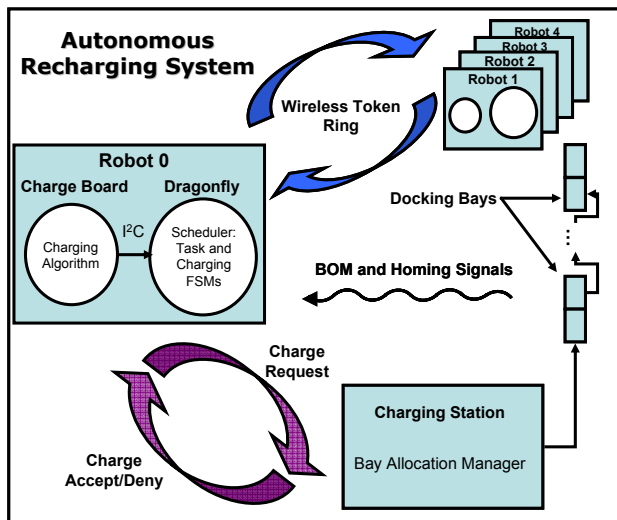 Autonomous
Recharging System
Robot 4
Robot 3
Robot 2
Robot 1
Wireless Token
Ring
Robot 0
Charge Board
Dragonfly
I²C
Charging
Algorithm
Scheduler:
Task and
Charging
FSMs
Docking Bays
...
BOM and Homing Signals
Charge
Request
Charge
Accept/Deny
Charging Station
Bay Allocation Manager